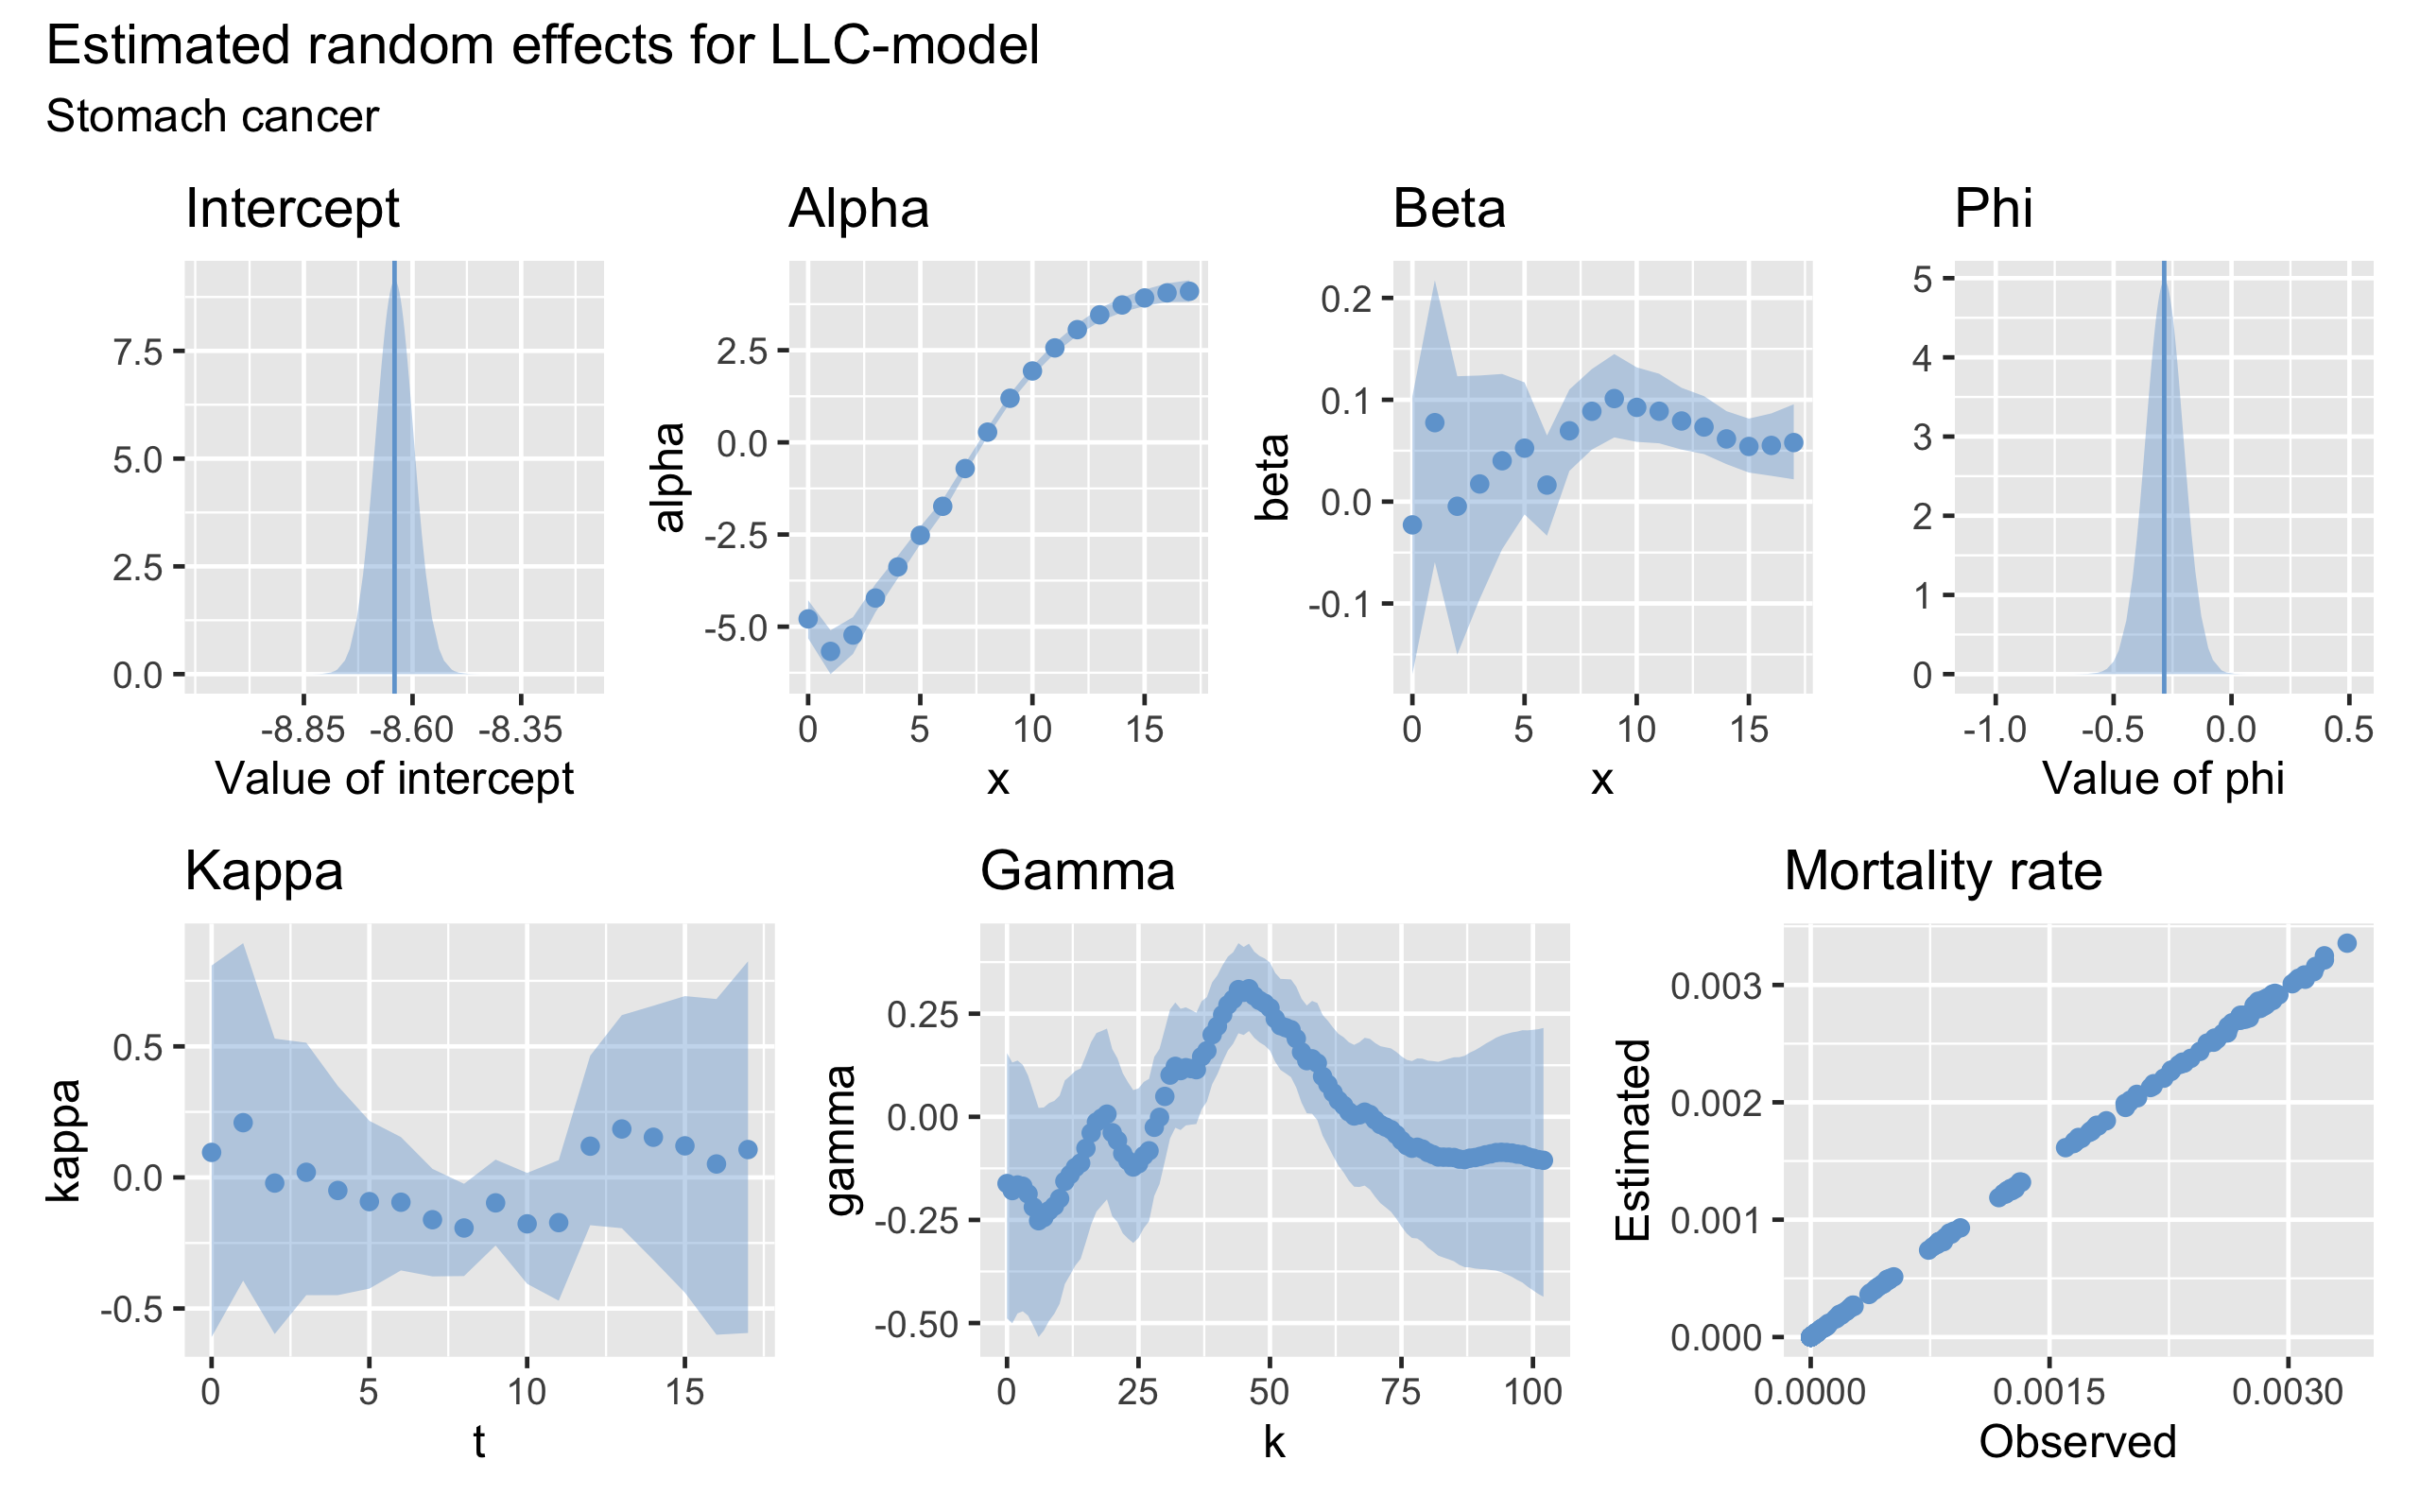 Estimated random effects for LLC-model
Stomach cancer
Intercept
7.5
5.0
2.5
0.0
-8.85 -8.60 -8.35
Value of intercept
Alpha
alpha
2.5
0.0
-2.5
-5.0
0 5 10 15
x
Beta
beta
0.2
0.1
0.0
-0.1
0 5 10 15
x
Phi
5
4
3
2
1
0
-1.0 -0.5 0.0 0.5
Value of phi
Kappa
kappa
0.5
0.0
-0.5
0 5 10 15
t
Gamma
gamma
0.25
0.00
-0.25
-0.50
0 25 50 75 100
k
Mortality rate
Estimated
0.003
0.002
0.001
0.000
0.0000 0.0015 0.0030
Observed